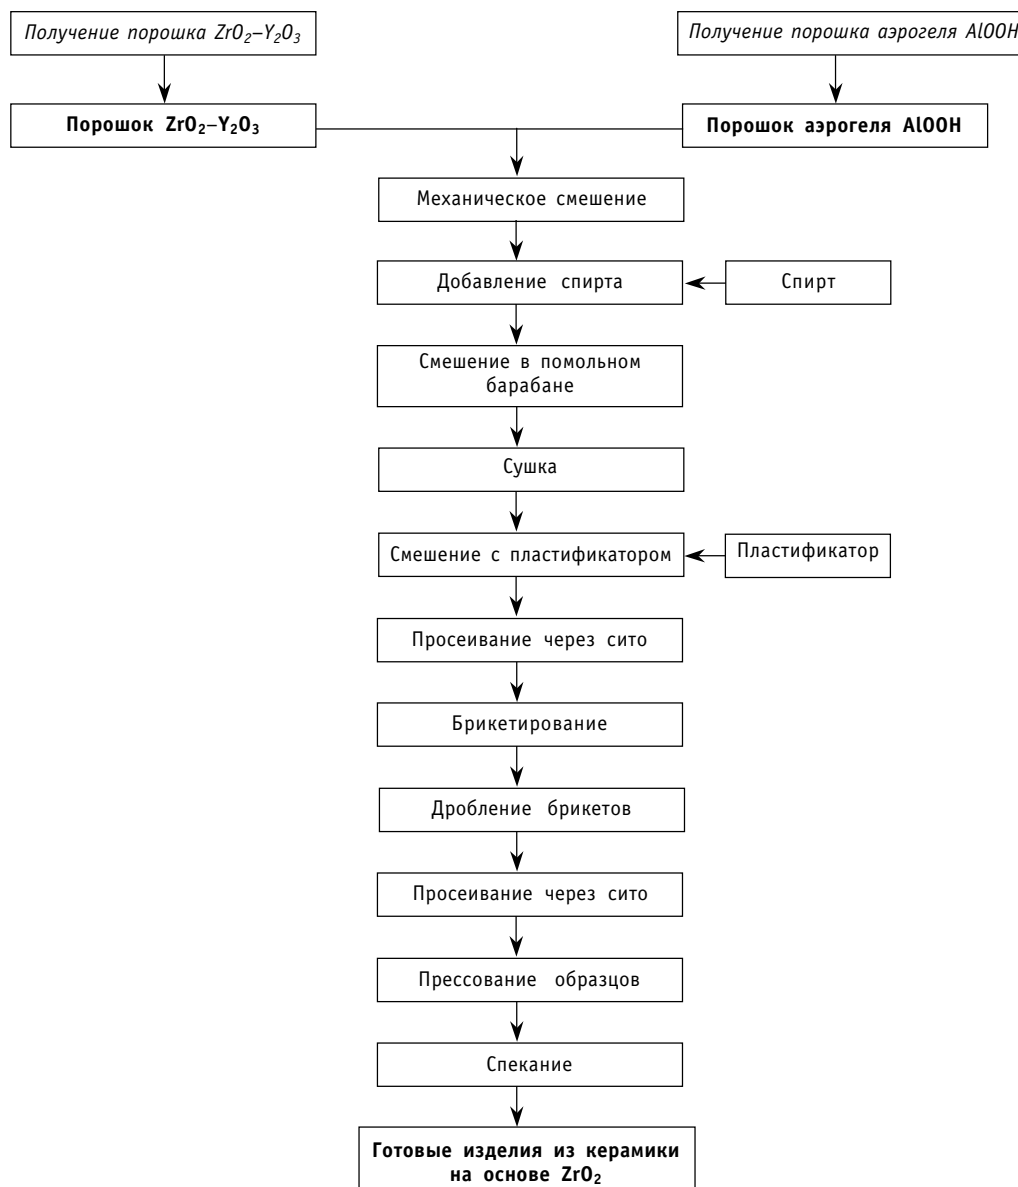 Получение порошка ZrO₂–Y₂O₃
Получение порошка аэрогеля AlOOH
Порошок ZrO₂–Y₂O₃
Порошок аэрогеля AlOOH
Механическое смешение
Добавление спирта
Спирт
Смешение в помольном
барабане
Сушка
Смешение с пластификатором
Пластификатор
Просеивание через сито
Брикетирование
Дробление брикетов
Просеивание через сито
Прессование образцов
Спекание
Готовые изделия из керамики
на основе ZrO₂